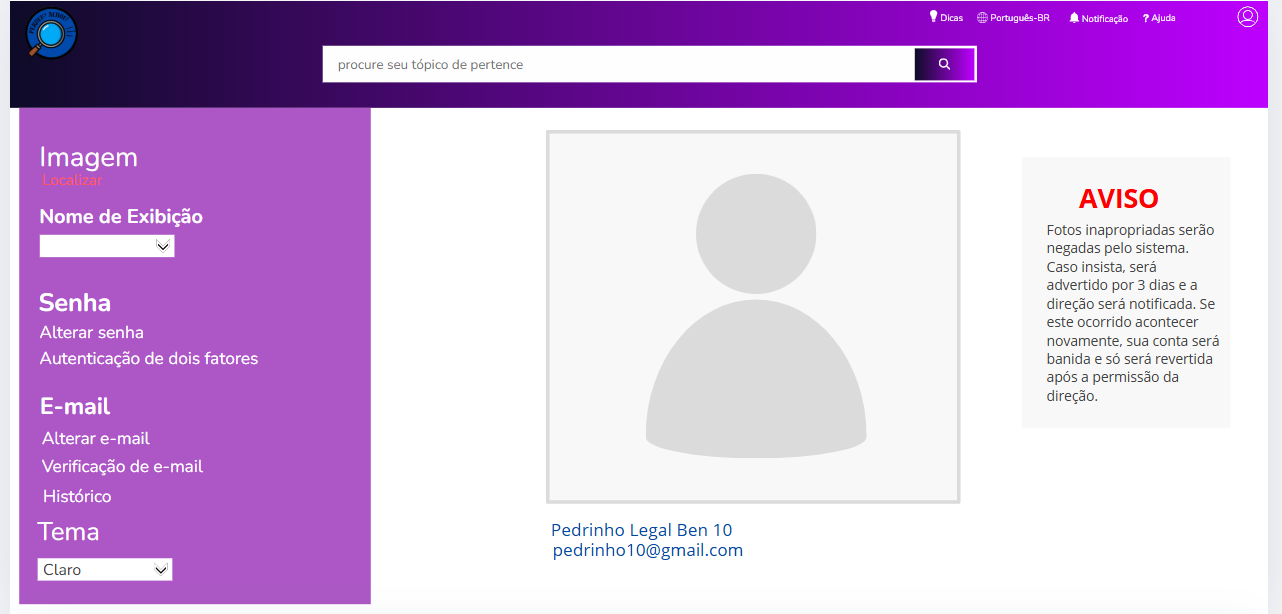 Dicas
Português-BR
Notificação
? Ajuda
procure seu tópico de pertence
Imagem
Localizar
Nome de Exibição
Senha
Alterar senha
Autenticação de dois fatores
E-mail
Alterar e-mail
Verificação de e-mail
Histórico
Tema
Claro
Pedrinho Legal Ben 10
pedrinho10@gmail.com
AVISO
Fotos inapropriadas serão
negadas pelo sistema.
Caso insista, será
advertido por 3 dias e a
direção será notificada. Se
este ocorrido acontecer
novamente, sua conta será
banida e só será revertida
após a permissão da
direção.